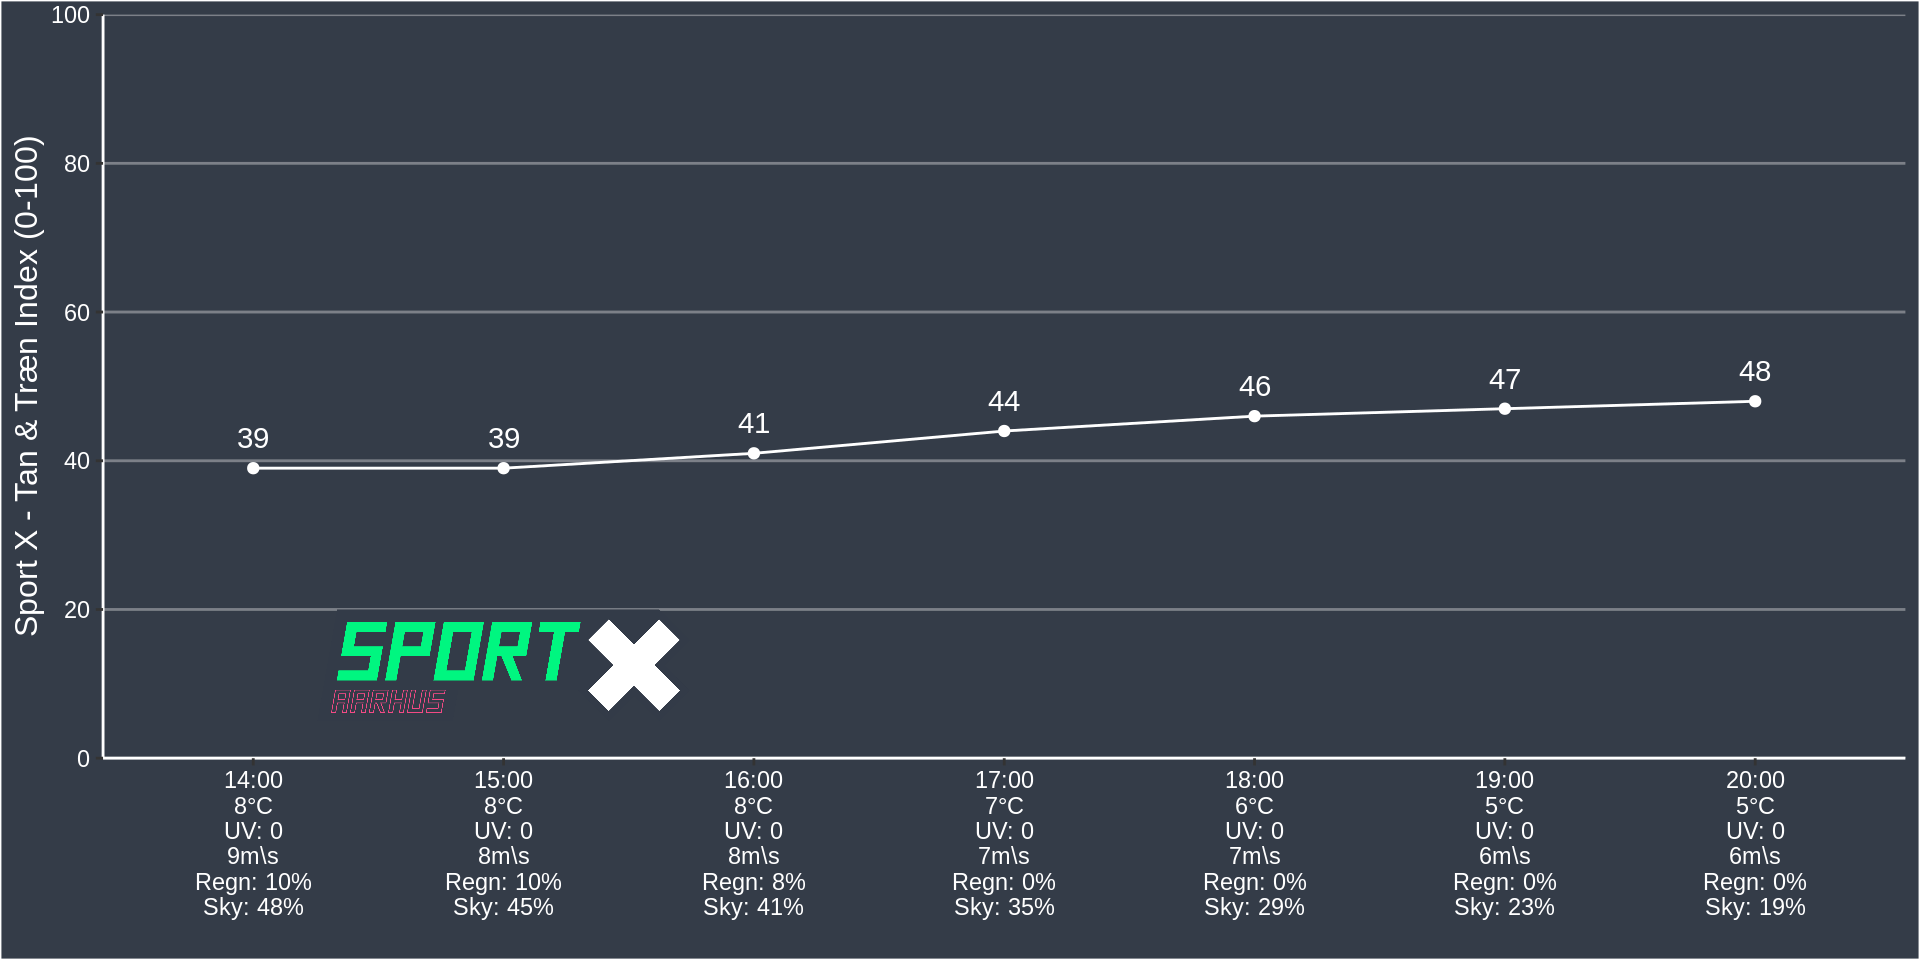 Sport X - Tan & Træn Index (0-100)
100
80
60
40
20
0
39
39
41
44
46
47
48
SPORT X
AARHUS
14:00
8°C
UV: 0
9m\s
Regn: 10%
Sky: 48%
15:00
8°C
UV: 0
8m\s
Regn: 10%
Sky: 45%
16:00
8°C
UV: 0
8m\s
Regn: 8%
Sky: 41%
17:00
7°C
UV: 0
7m\s
Regn: 0%
Sky: 35%
18:00
6°C
UV: 0
7m\s
Regn: 0%
Sky: 29%
19:00
5°C
UV: 0
6m\s
Regn: 0%
Sky: 23%
20:00
5°C
UV: 0
6m\s
Regn: 0%
Sky: 19%